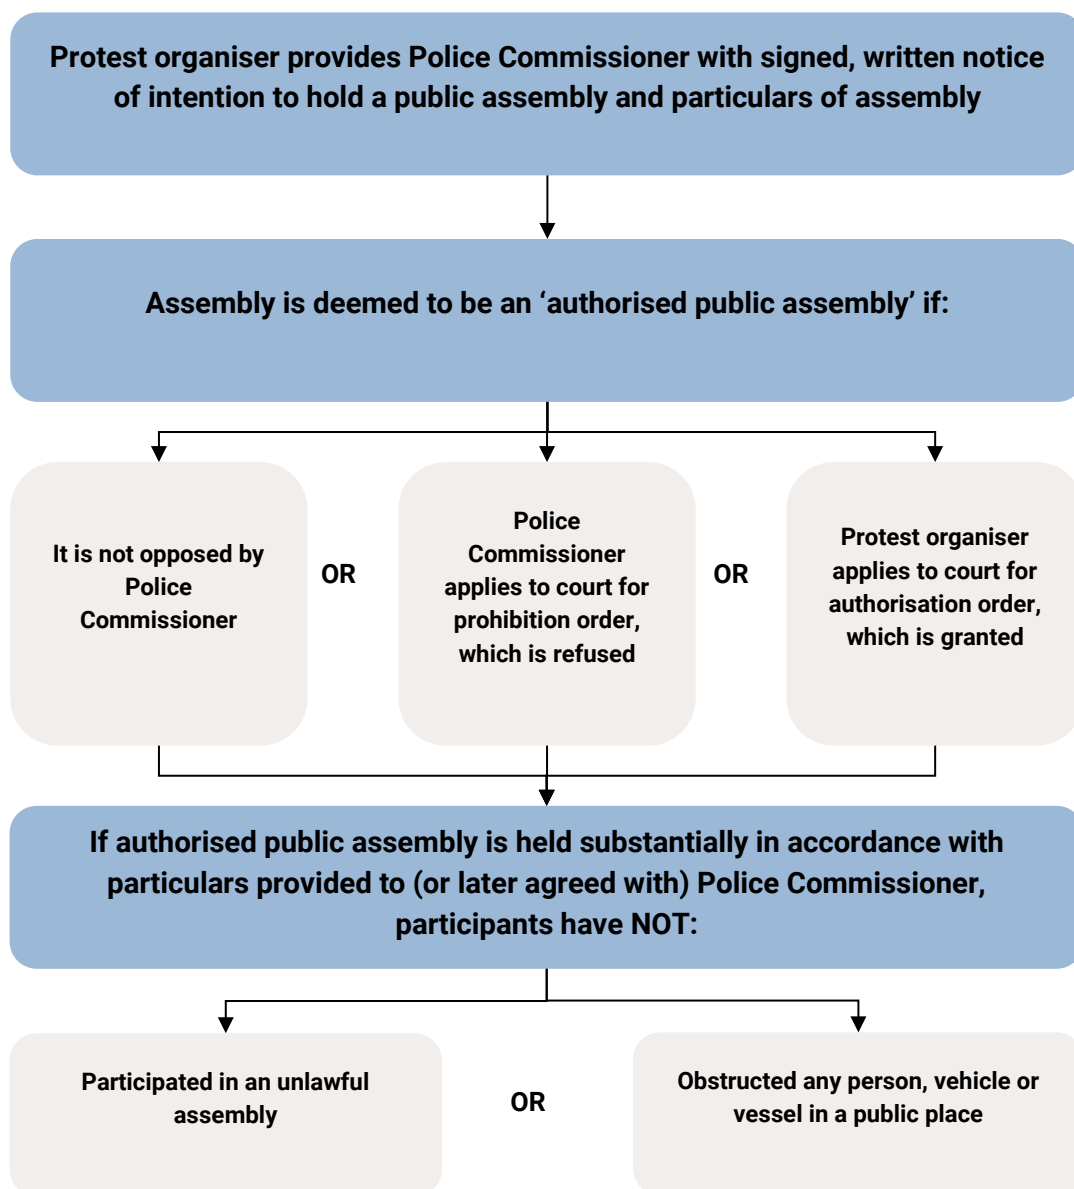 Protest organiser provides Police Commissioner with signed, written notice
of intention to hold a public assembly and particulars of assembly
Assembly is deemed to be an ‘authorised public assembly’ if:
It is not opposed by
Police
Commissioner
OR
Police
Commissioner
applies to court for
prohibition order,
which is refused
OR
Protest organiser
applies to court for
authorisation order,
which is granted
If authorised public assembly is held substantially in accordance with
particulars provided to (or later agreed with) Police Commissioner,
participants have NOT:
Participated in an unlawful
assembly
OR
Obstructed any person, vehicle or
vessel in a public place